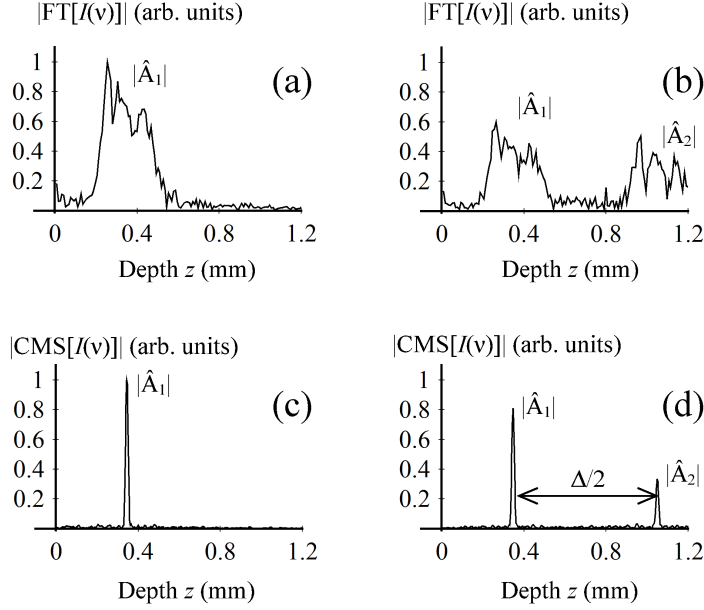 |FT[I(ν)]| (arb. units)
1
0.8
0.6
0.4
0.2
|Â₁|
(a)
0 0.4 0.8 1.2
Depth z (mm)
|FT[I(ν)]| (arb. units)
1
0.8
0.6
0.4
0.2
|Â₁|
|Â₂|
(b)
0 0.4 0.8 1.2
Depth z (mm)
|CMS[I(ν)]| (arb. units)
1
0.8
0.6
0.4
0.2
|Â₁|
(c)
0 0.4 0.8 1.2
Depth z (mm)
|CMS[I(ν)]| (arb. units)
1
0.8
0.6
0.4
0.2
|Â₁|
(d)
Δ/2
|Â₂|
0 0.4 0.8 1.2
Depth z (mm)